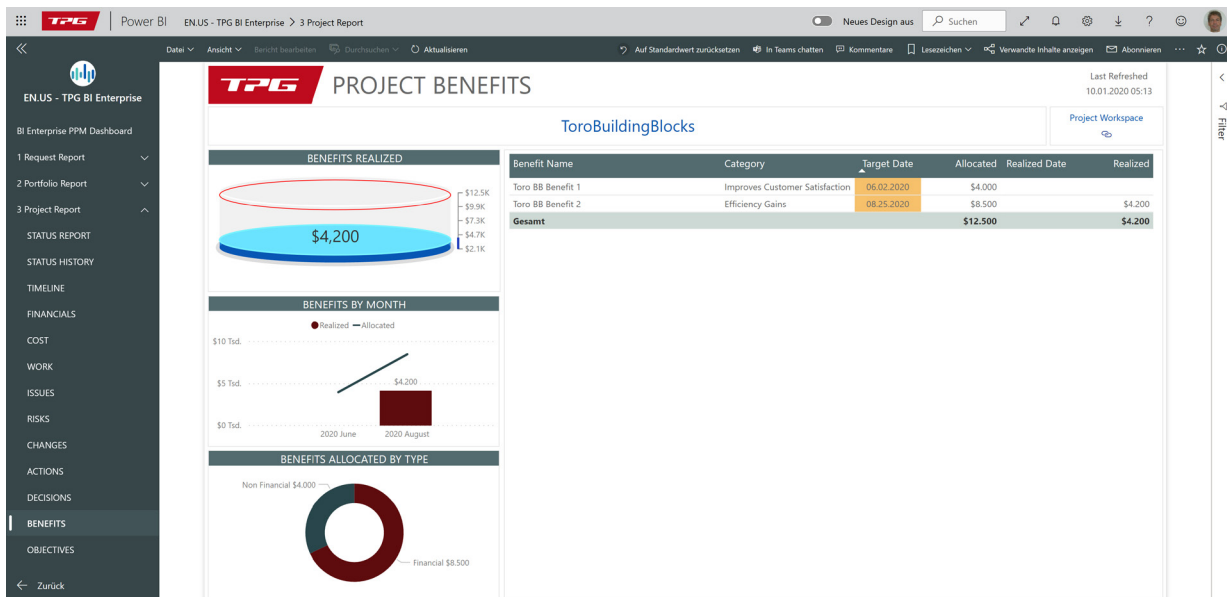 TPG
Power BI
EN.US - TPG BI Enterprise > 3 Project Report
Neues Design aus
Suchen
Datei
Ansicht
Bericht bearbeiten
Durchsuchen
Aktualisieren
Auf Standardwert zurücksetzen
In Teams chatten
Kommentare
Lesezeichen
Verwandte Inhalte anzeigen
Abonnieren
EN.US - TPG BI Enterprise
BI Enterprise PPM Dashboard
1 Request Report
2 Portfolio Report
3 Project Report
STATUS REPORT
STATUS HISTORY
TIMELINE
FINANCIALS
COST
WORK
ISSUES
RISKS
CHANGES
ACTIONS
DECISIONS
BENEFITS
OBJECTIVES
Zurück
TPG
PROJECT BENEFITS
Last Refreshed
10.01.2020 05:13
ToroBuildingBlocks
Project Workspace
BENEFITS REALIZED
$12.5K
$9.9K
$7.3K
$4.7K
$2.1K
$4,200
BENEFITS BY MONTH
Realized Allocated
$10 Tsd.
$5 Tsd.
$0 Tsd.
$4.200
2020 June 2020 August
BENEFITS ALLOCATED BY TYPE
Non Financial $4.000
Financial $8.500
Benefit Name Category Target Date Allocated Realized Date Realized
Toro BB Benefit 1 Improves Customer Satisfaction 06.02.2020 $4.000
Toro BB Benefit 2 Efficiency Gains 08.25.2020 $8.500 $4.200
Gesamt $12.500 $4.200
Filter